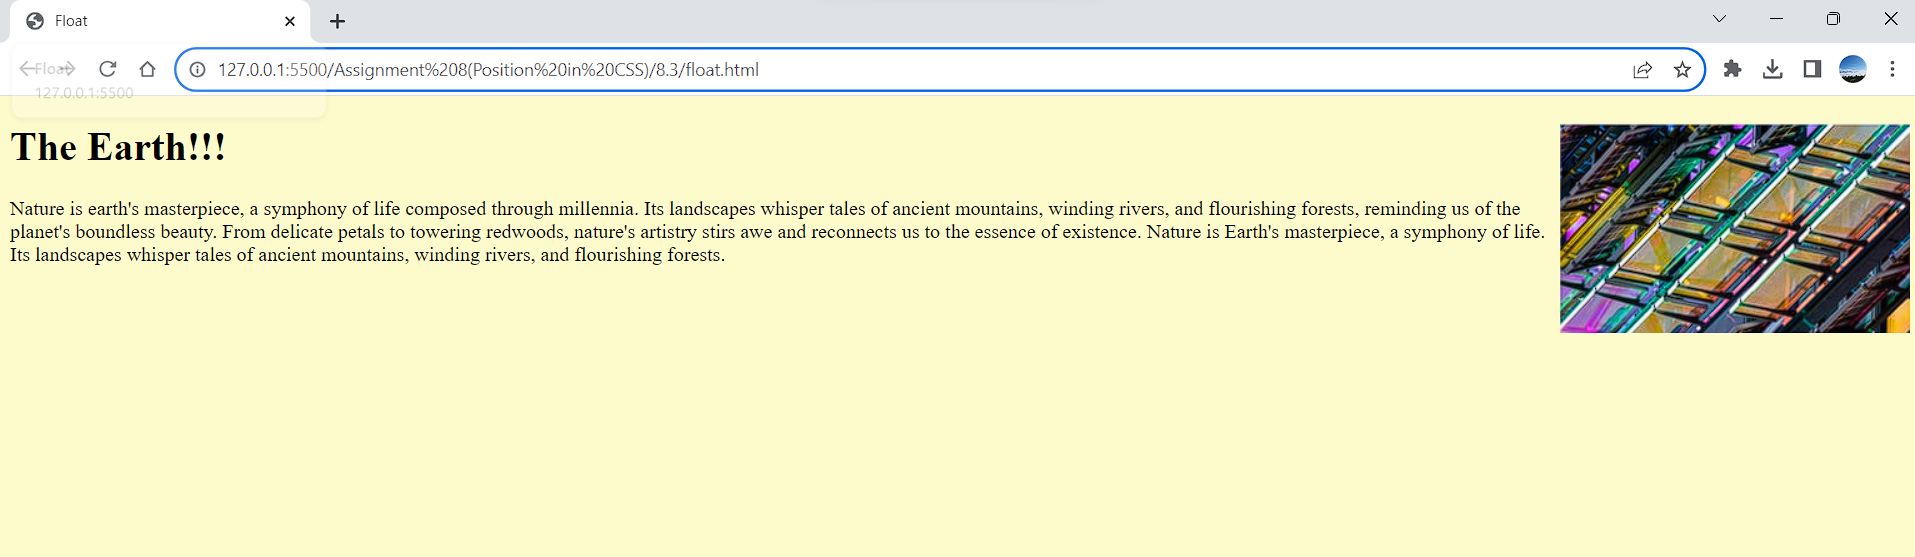 Float
Float
127.0.0.1:5500/Assignment%208(Position%20in%20CSS)/8.3/float.html
127.0.0.1:5500
The Earth!!!
Nature is earth's masterpiece, a symphony of life composed through millennia. Its landscapes whisper tales of ancient mountains, winding rivers, and flourishing forests, reminding us of the
planet's boundless beauty. From delicate petals to towering redwoods, nature's artistry stirs awe and reconnects us to the essence of existence. Nature is Earth's masterpiece, a symphony of life.
Its landscapes whisper tales of ancient mountains, winding rivers, and flourishing forests.